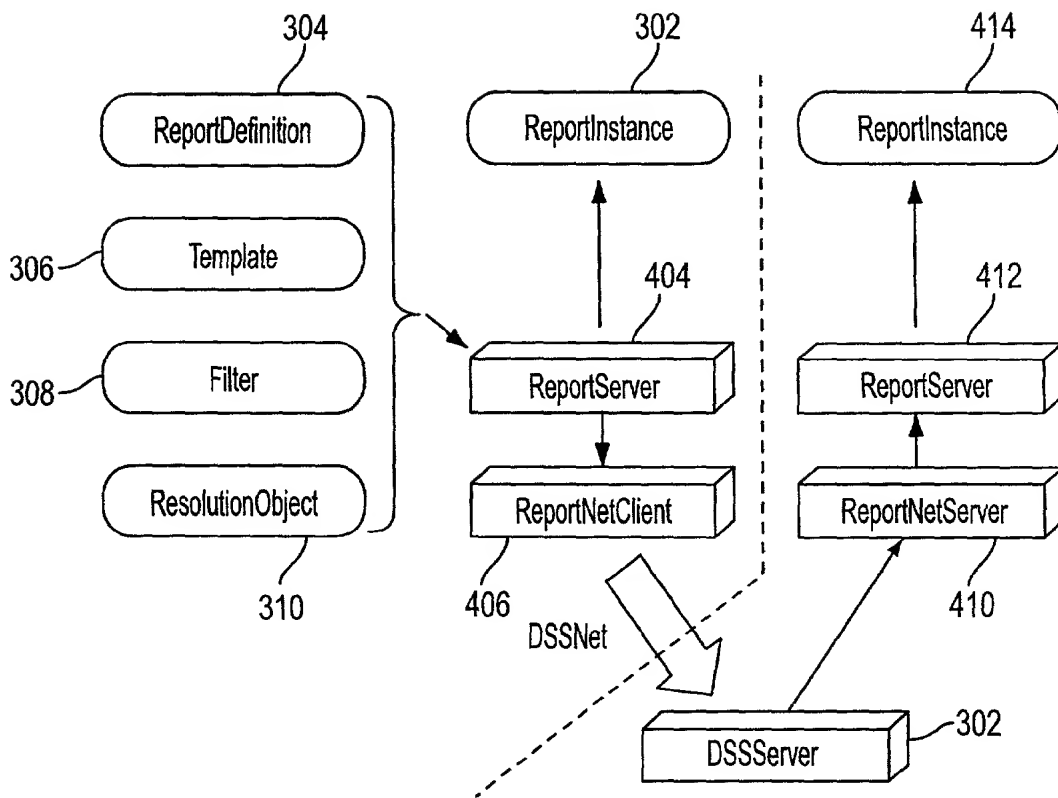 304
302
414
ReportDefinition
ReportInstance
ReportInstance
306
Template
404
412
308
Filter
ReportServer
ReportServer
ResolutionObject
ReportNetClient
ReportNetServer
310
406
410
DSSNet
DSSServer
302